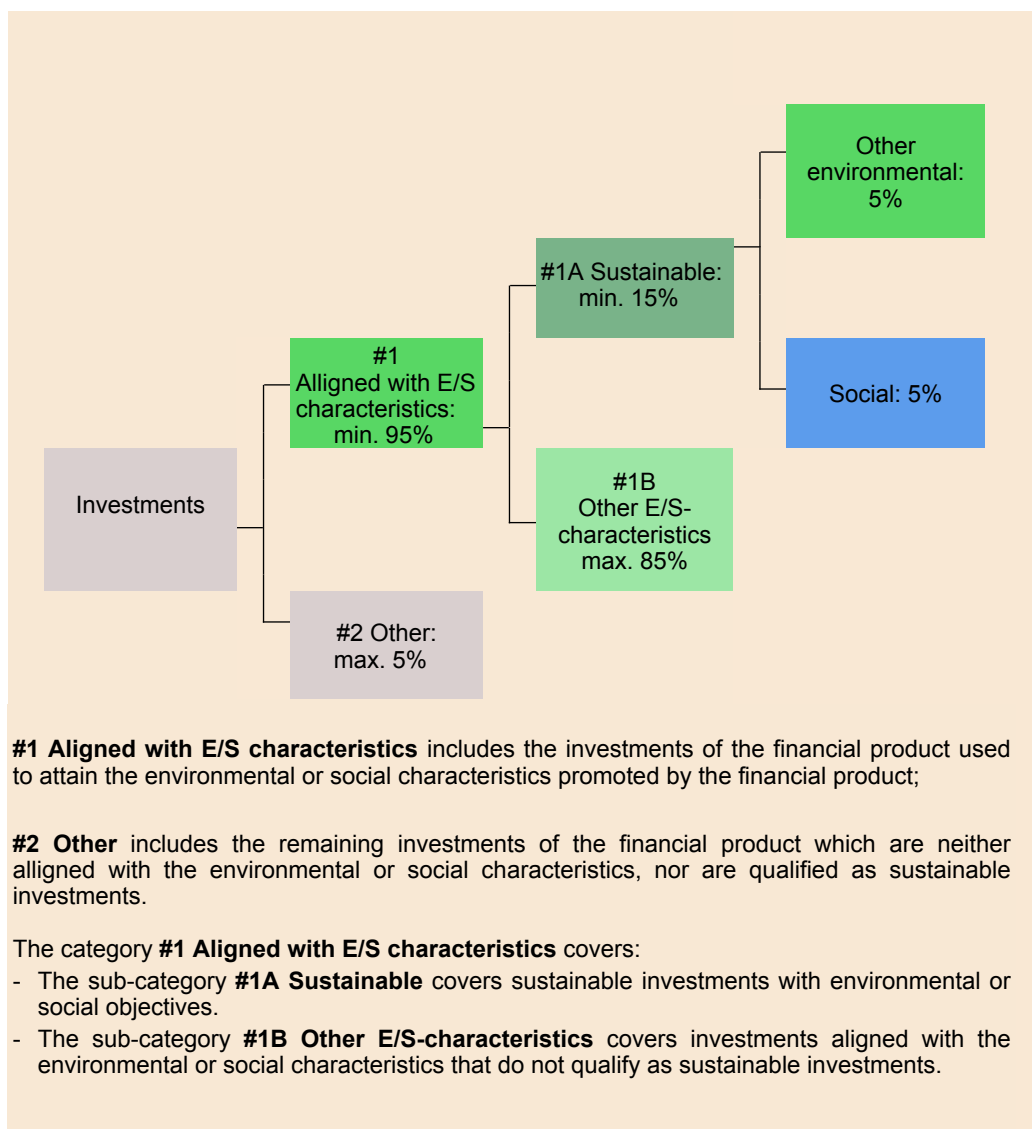 Other
environmental:
5%
#1A Sustainable:
min. 15%
#1
Alligned with E/S
characteristics:
min. 95%
Social: 5%
Investments
#1B
Other E/S-
characteristics
max. 85%
#2 Other:
max. 5%
#1 Aligned with E/S characteristics includes the investments of the financial product used
to attain the environmental or social characteristics promoted by the financial product;
#2 Other includes the remaining investments of the financial product which are neither
alligned with the environmental or social characteristics, nor are qualified as sustainable
investments.
The category #1 Aligned with E/S characteristics covers:
- The sub-category #1A Sustainable covers sustainable investments with environmental or
social objectives.
- The sub-category #1B Other E/S-characteristics covers investments aligned with the
environmental or social characteristics that do not qualify as sustainable investments.